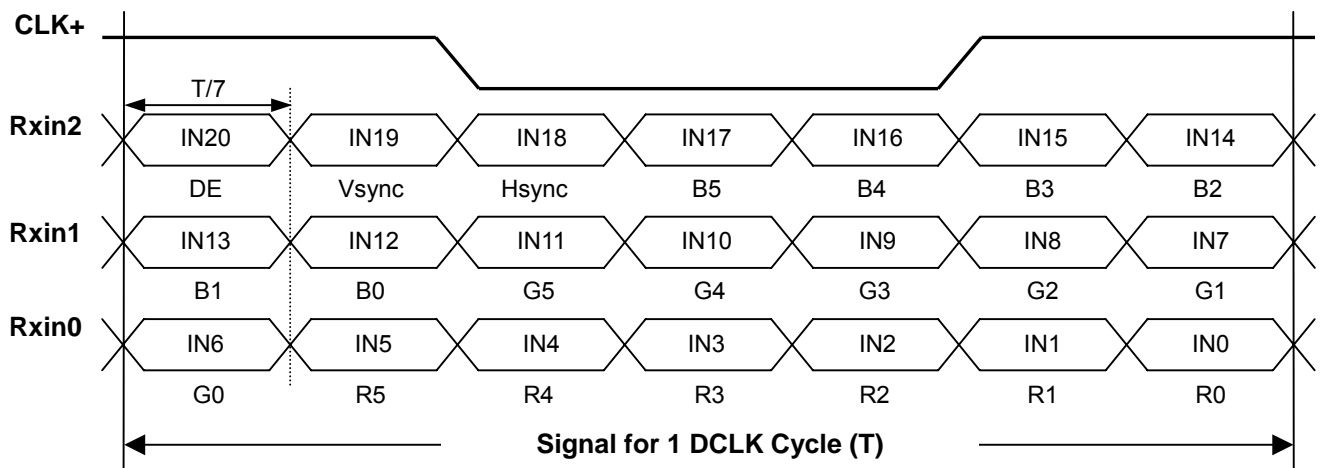 CLK+
T/7
Rxin2 IN20 IN19 IN18 IN17 IN16 IN15 IN14
DE Vsync Hsync B5 B4 B3 B2
Rxin1 IN13 IN12 IN11 IN10 IN9 IN8 IN7
B1 B0 G5 G4 G3 G2 G1
Rxin0 IN6 IN5 IN4 IN3 IN2 IN1 IN0
G0 R5 R4 R3 R2 R1 R0
Signal for 1 DCLK Cycle (T)